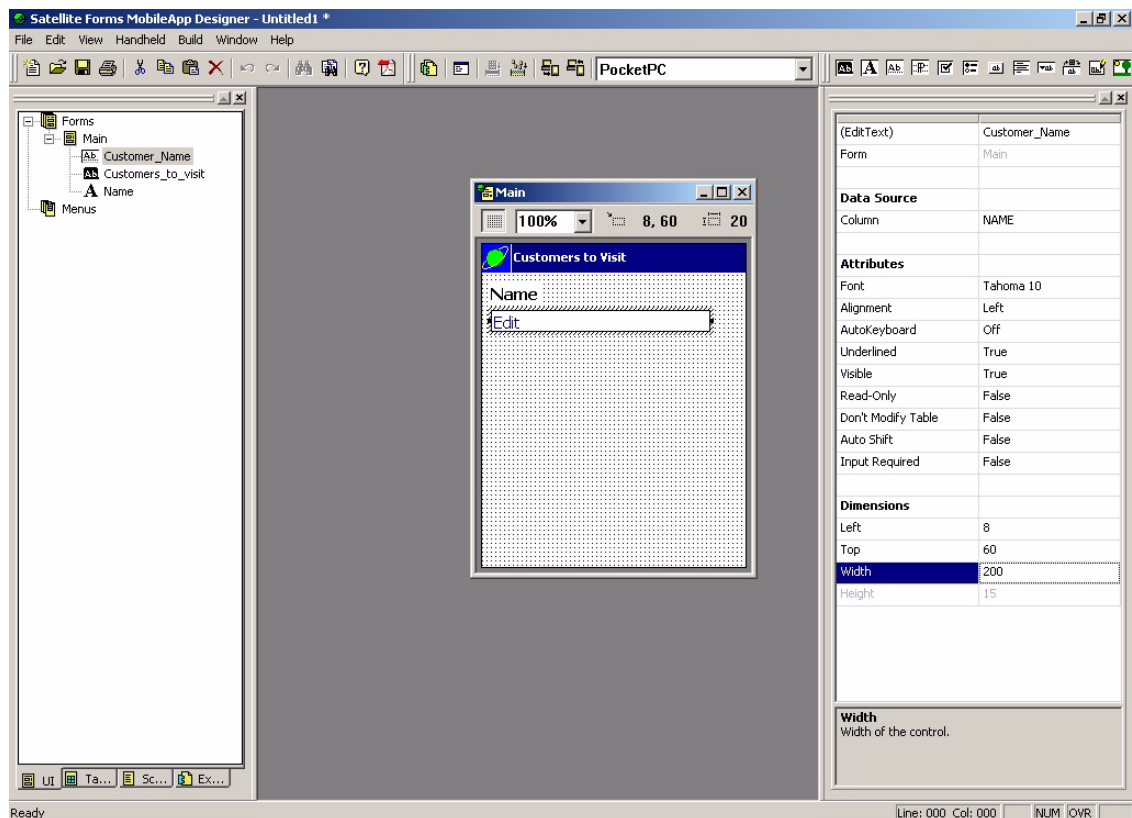 Satellite Forms MobileApp Designer - Untitled1 *
File Edit View Handheld Build Window Help
PocketPC
Forms
Main
Customer_Name
Customers_to_visit
Name
Menus
Main
100% 8, 60 20
Customers to Visit
Name
Edit
(EditText) Customer_Name
Form Main
Data Source
Column NAME
Attributes
Font Tahoma 10
Alignment Left
AutoKeyboard Off
Underlined True
Visible True
Read-Only False
Don't Modify Table False
Auto Shift False
Input Required False
Dimensions
Left 8
Top 60
Width 200
Height 15
Width
Width of the control.
UI Ta... Sc... Ex...
Ready Line: 000 Col: 000 NUM OVR